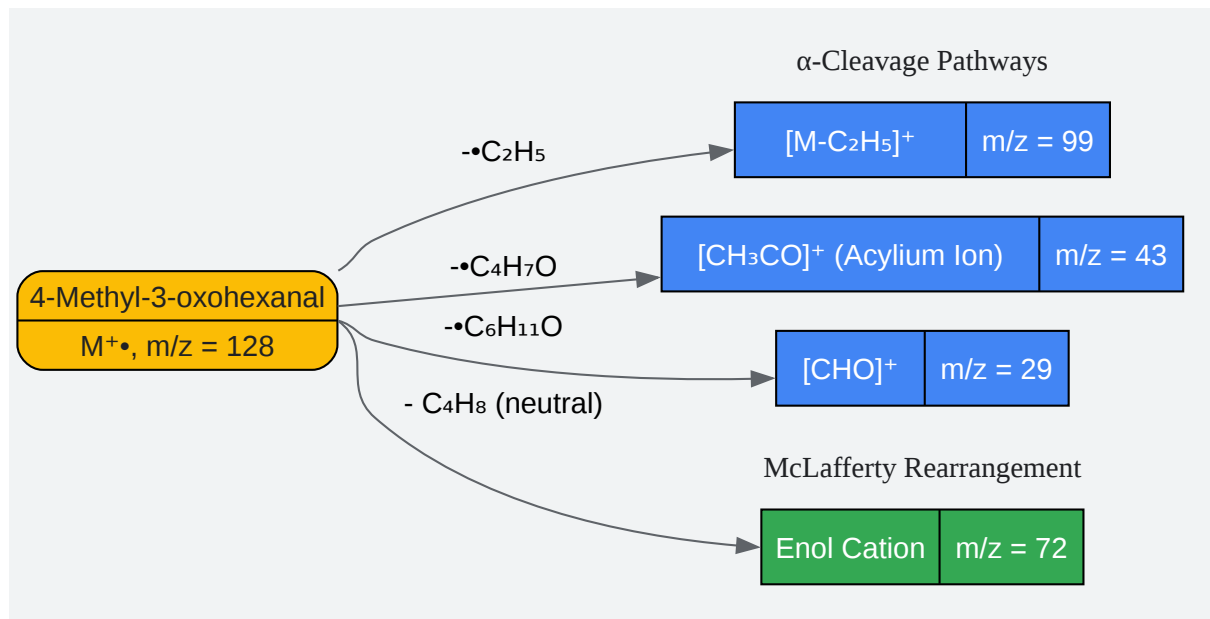 α-Cleavage Pathways
[M-C₂H₅]⁺ m/z = 99
-•C₂H₅
[CH₃CO]⁺ (Acylium Ion) m/z = 43
-•C₄H₇O
4-Methyl-3-oxohexanal
M⁺•, m/z = 128
-•C₆H₁₁O
[CHO]⁺ m/z = 29
- C₄H₈ (neutral)
McLafferty Rearrangement
Enol Cation m/z = 72